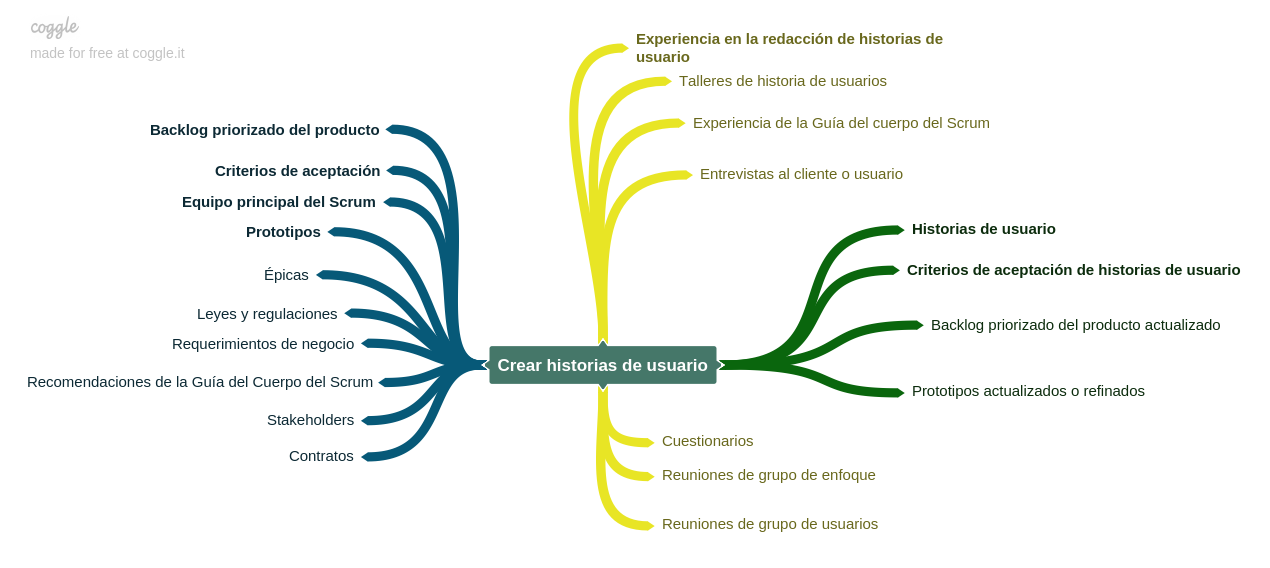 coggle
made for free at coggle.it
Backlog priorizado del producto
Criterios de aceptación
Equipo principal del Scrum
Prototipos
Épicas
Leyes y regulaciones
Requerimientos de negocio
Recomendaciones de la Guía del Cuerpo del Scrum
Stakeholders
Contratos
Crear historias de usuario
Experiencia en la redacción de historias de
usuario
Talleres de historia de usuarios
Experiencia de la Guía del cuerpo del Scrum
Entrevistas al cliente o usuario
Cuestionarios
Reuniones de grupo de enfoque
Reuniones de grupo de usuarios
Historias de usuario
Criterios de aceptación de historias de usuario
Backlog priorizado del producto actualizado
Prototipos actualizados o refinados